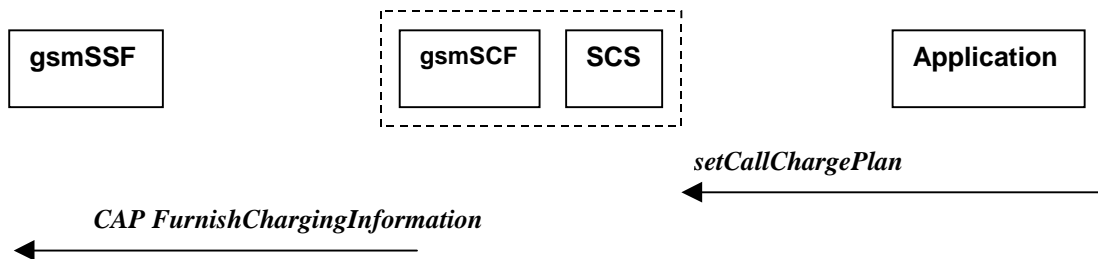 gsmSSF
gsmSCF
SCS
Application
setCallChargePlan
CAP FurnishChargingInformation